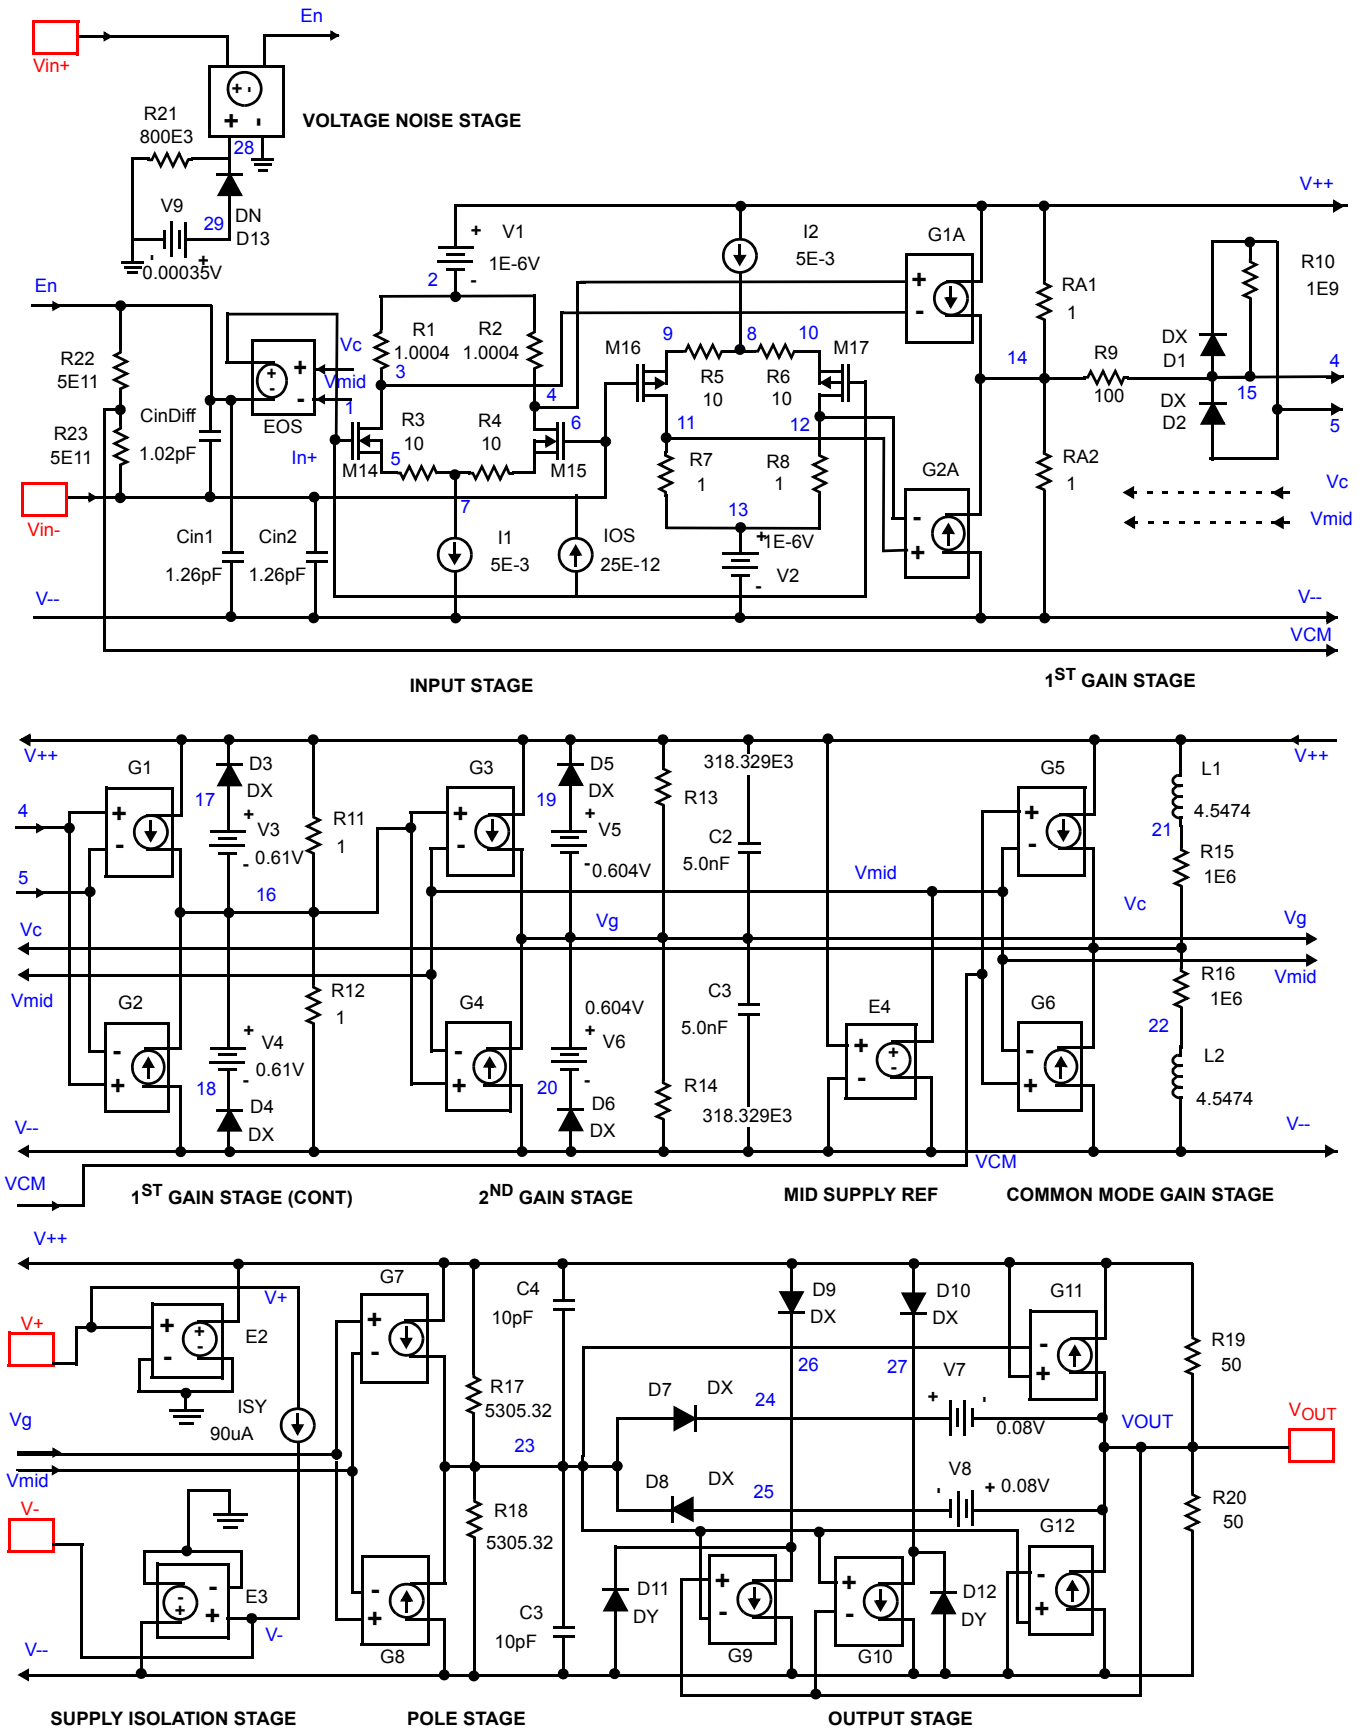 En
Vin+
R21
800E3
VOLTAGE NOISE STAGE
+ -
+ -
28
V9
29
DN
D13
- +
0.00035V
V++
+ V1
1E-6V
2
-
I2
5E-3
G1A
+
-
RA1
1
R10
1E9
En
R22
5E11
R23
5E11
CinDiff
1.02pF
EOS
+
-
+
-
Vc
Vmid
1
In+
R1
1.0004
R2
1.0004
3
4
M16
9
8
10
M17
R5
10
R6
10
14
R9
100
DX
D1
DX
D2
15
4
5
R3
10
R4
10
6
M14
5
M15
7
11
12
R7
1
R8
1
13
G2A
-
+
RA2
1
Vc
Vmid
Vin-
Cin1
1.26pF
Cin2
1.26pF
I1
5E-3
IOS
25E-12
+
1E-6V
V2
-
V--
V--
VCM
INPUT STAGE
1ST GAIN STAGE
V++
V++
G1
+
-
D3
DX
17
+
V3
-
0.61V
R11
1
G3
+
-
D5
DX
19
+
V5
-
0.604V
R13
318.329E3
C2
5.0nF
G5
+
-
L1
4.5474
21
R15
1E6
4
5
16
Vmid
Vc
Vc
Vg
Vg
Vmid
Vmid
G2
-
+
R12
1
+
V4
0.61V
-
18
D4
DX
G4
-
+
0.604V
+
V6
-
20
D6
DX
C3
5.0nF
R14
318.329E3
E4
+
-
+
-
G6
-
+
R16
1E6
22
L2
4.5474
V--
V--
VCM
VCM
1ST GAIN STAGE (CONT)
2ND GAIN STAGE
MID SUPPLY REF
COMMON MODE GAIN STAGE
V++
V+
V+
+
-
+
-
E2
ISY
90uA
G7
+
-
C4
10pF
R17
5305.32
D9
DX
D10
DX
G11
-
+
R19
50
26
27
D7
DX
24
V7
+ -
0.08V
VOUT
VOUT
Vg
Vmid
23
D8
DX
25
V8
- + 0.08V
R18
5305.32
R20
50
V-
E3
-
+
-
+
V-
V--
G8
-
+
C3
10pF
D11
DY
G9
+
-
G10
+
-
D12
DY
G12
-
+
SUPPLY ISOLATION STAGE
POLE STAGE
OUTPUT STAGE